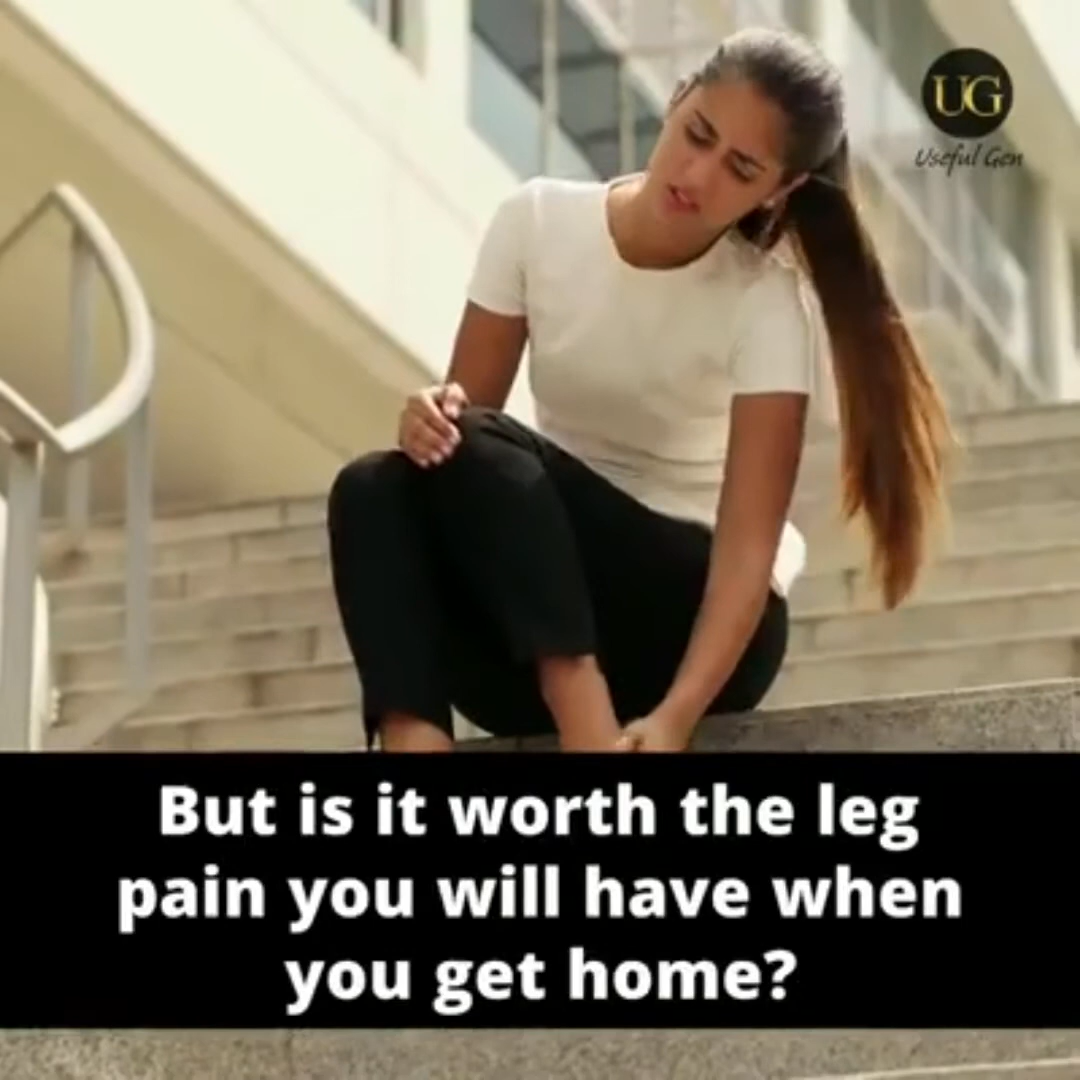 UG
Useful Gen
But is it worth the leg
pain you will have when
you get home?